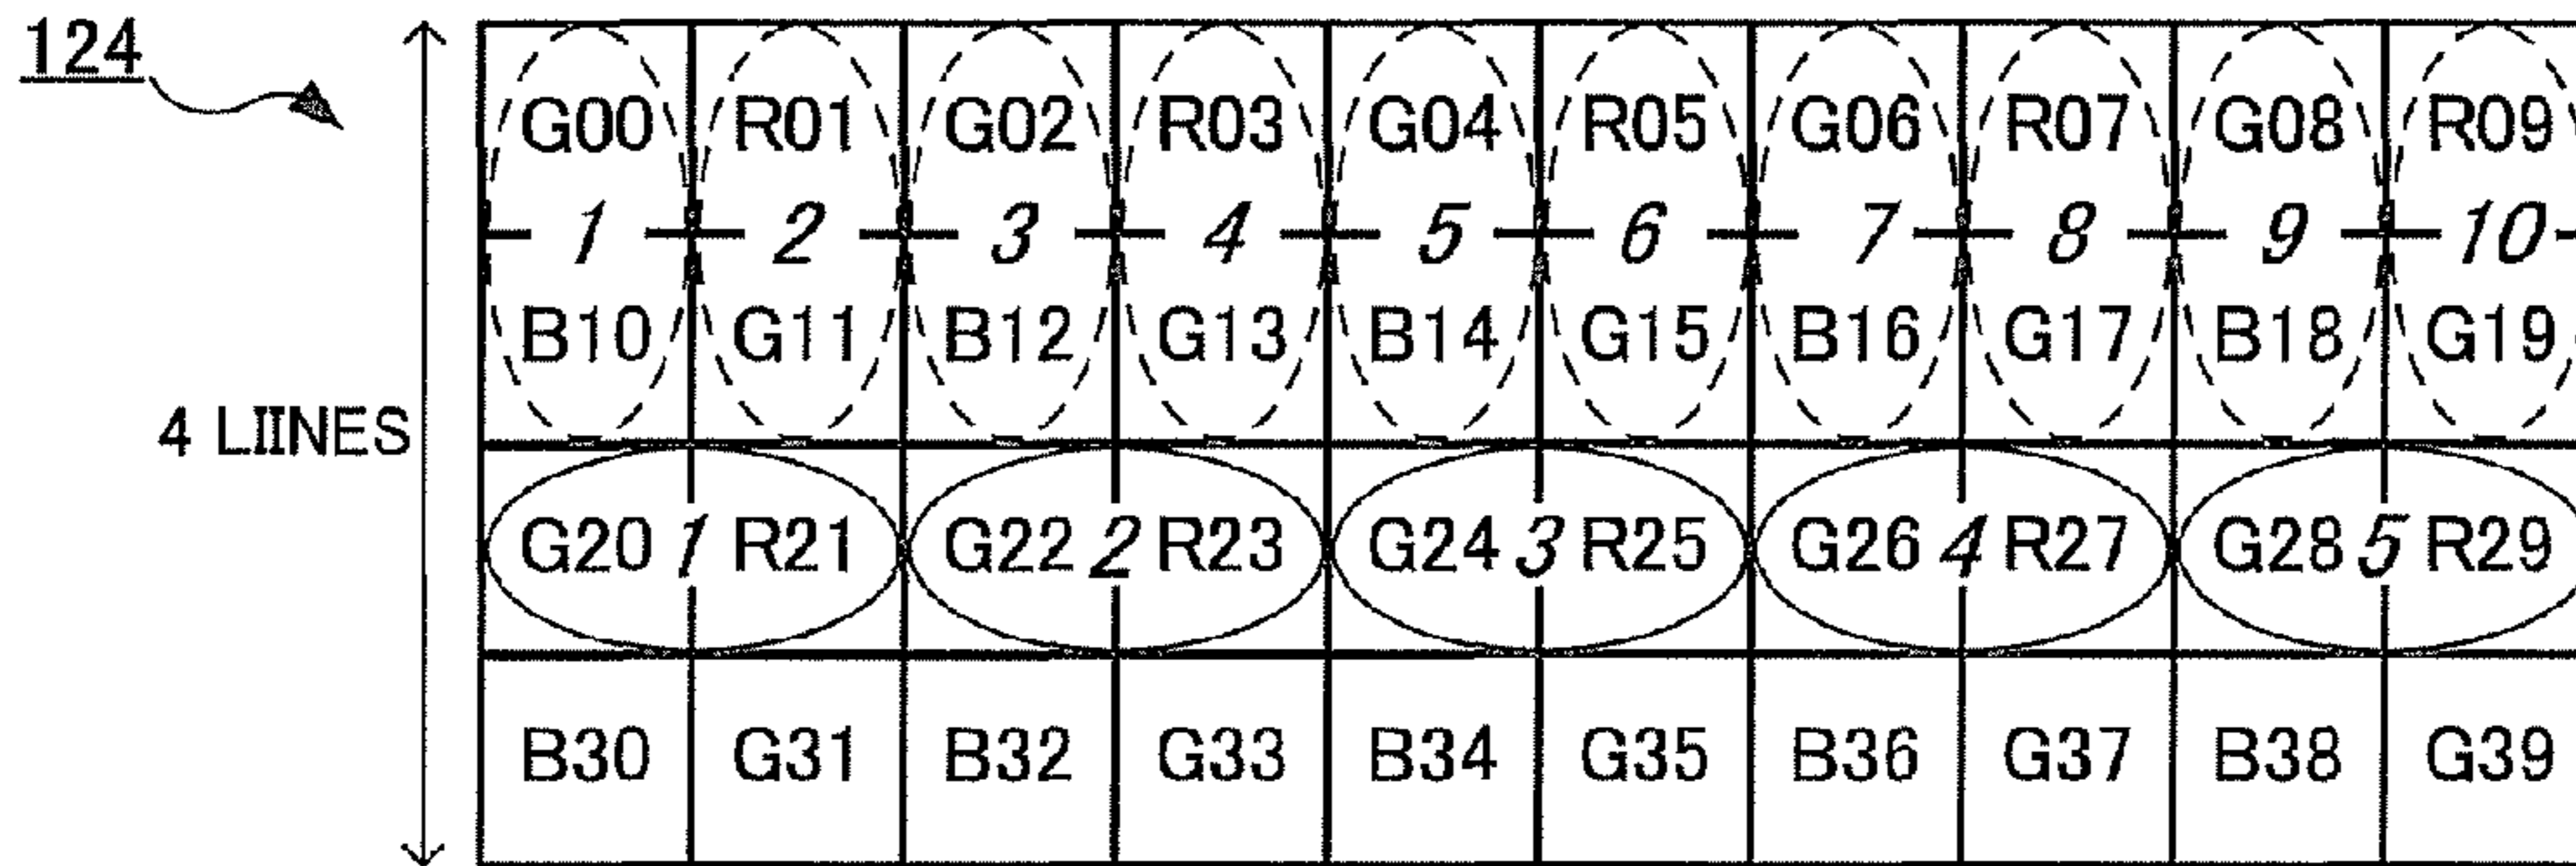 124
G00 R01 G02 R03 G04 R05 G06 R07 G08 R09
1 2 3 4 5 6 7 8 9 10
B10 G11 B12 G13 B14 G15 B16 G17 B18 G19
4 LIINES
G20 1 R21 G22 2 R23 G24 3 R25 G26 4 R27 G28 5 R29
B30 G31 B32 G33 B34 G35 B36 G37 B38 G39